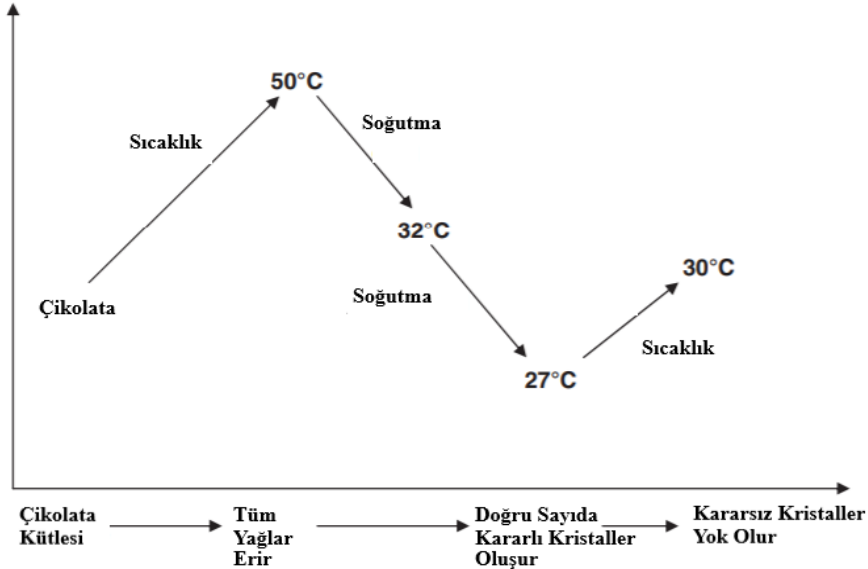 50°C
Soğutma
Sıcaklık
32°C
30°C
Soğutma
Çikolata
Sıcaklık
27°C
Çikolata
Kütlesi
Tüm
Yağlar
Erir
Doğru Sayıda
Kararlı Kristaller
Oluşur
Kararsız Kristaller
Yok Olur